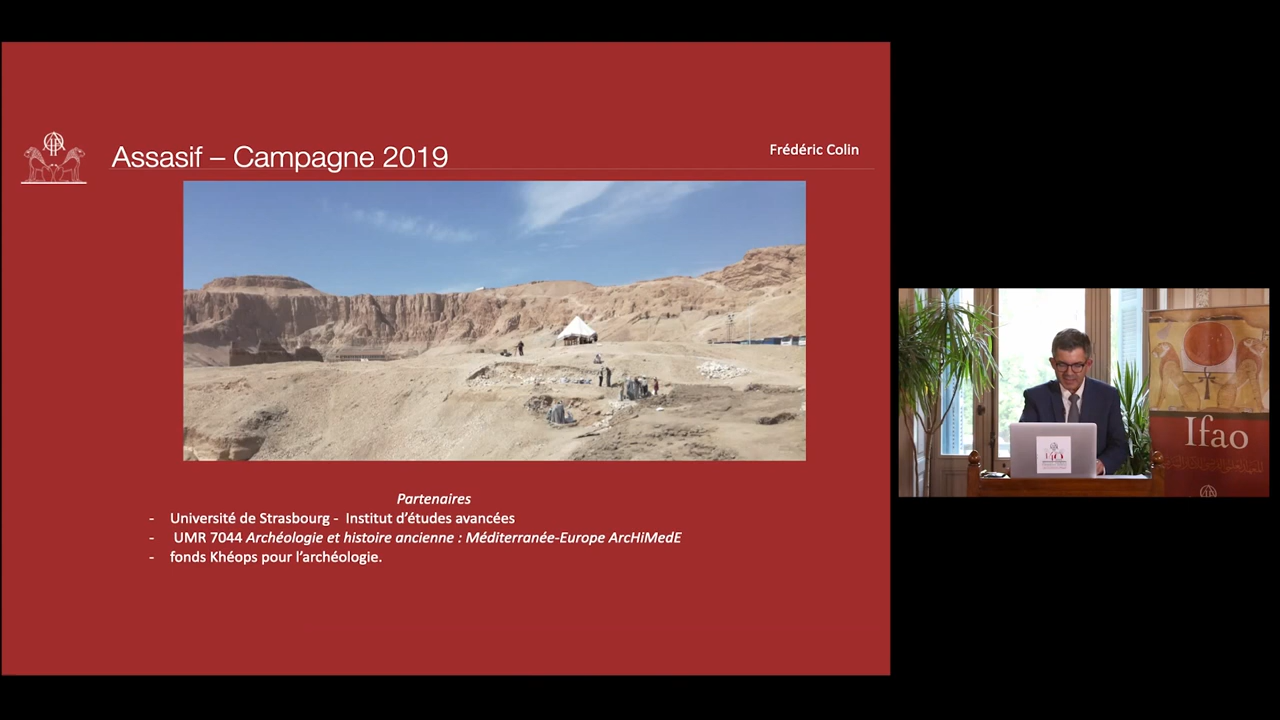 Assasif – Campagne 2019
Frédéric Colin
Partenaires
- Université de Strasbourg - Institut d’études avancées
- UMR 7044 Archéologie et histoire ancienne : Méditerranée-Europe ArcHiMedE
- fonds Khéops pour l’archéologie.
Ifao